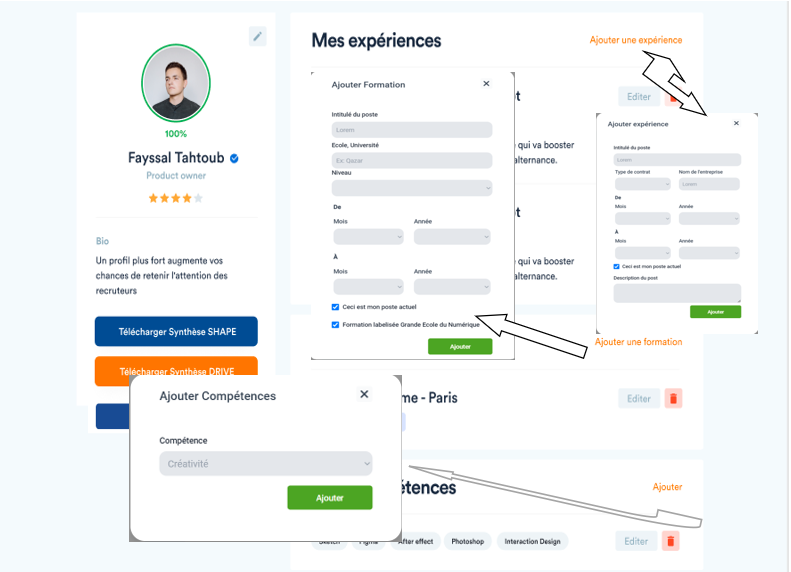 100%
Fayssal Tahtoub
Product owner
Bio
Un profil plus fort augmente vos
chances de retenir l'attention des
recruteurs
Télécharger Synthèse SHAPE
Télécharger Synthèse DRIVE
Mes expériences
Ajouter une expérience
Editer
qui va booster
alternance.
qui va booster
alternance.
Ajouter Formation
Intitulé du poste
Lorem
Ecole, Université
Ex: Qazar
Niveau
De
Mois Année
À
Mois Année
Ceci est mon poste actuel
Formation labelisée Grande Ecole du Numérique
Ajouter
Ajouter expérience
Intitulé du poste
Lorem
Type de contrat Nom de l'entreprise
Lorem
De
Mois Année
À
Mois Année
Ceci est mon poste actuel
Description du post
Ajouter
Ajouter une formation
me - Paris
Editer
Ajouter Compétences
Compétence
Créativité
Ajouter
étences
Ajouter
Sketch Figma After effect Photoshop Interaction Design
Editer